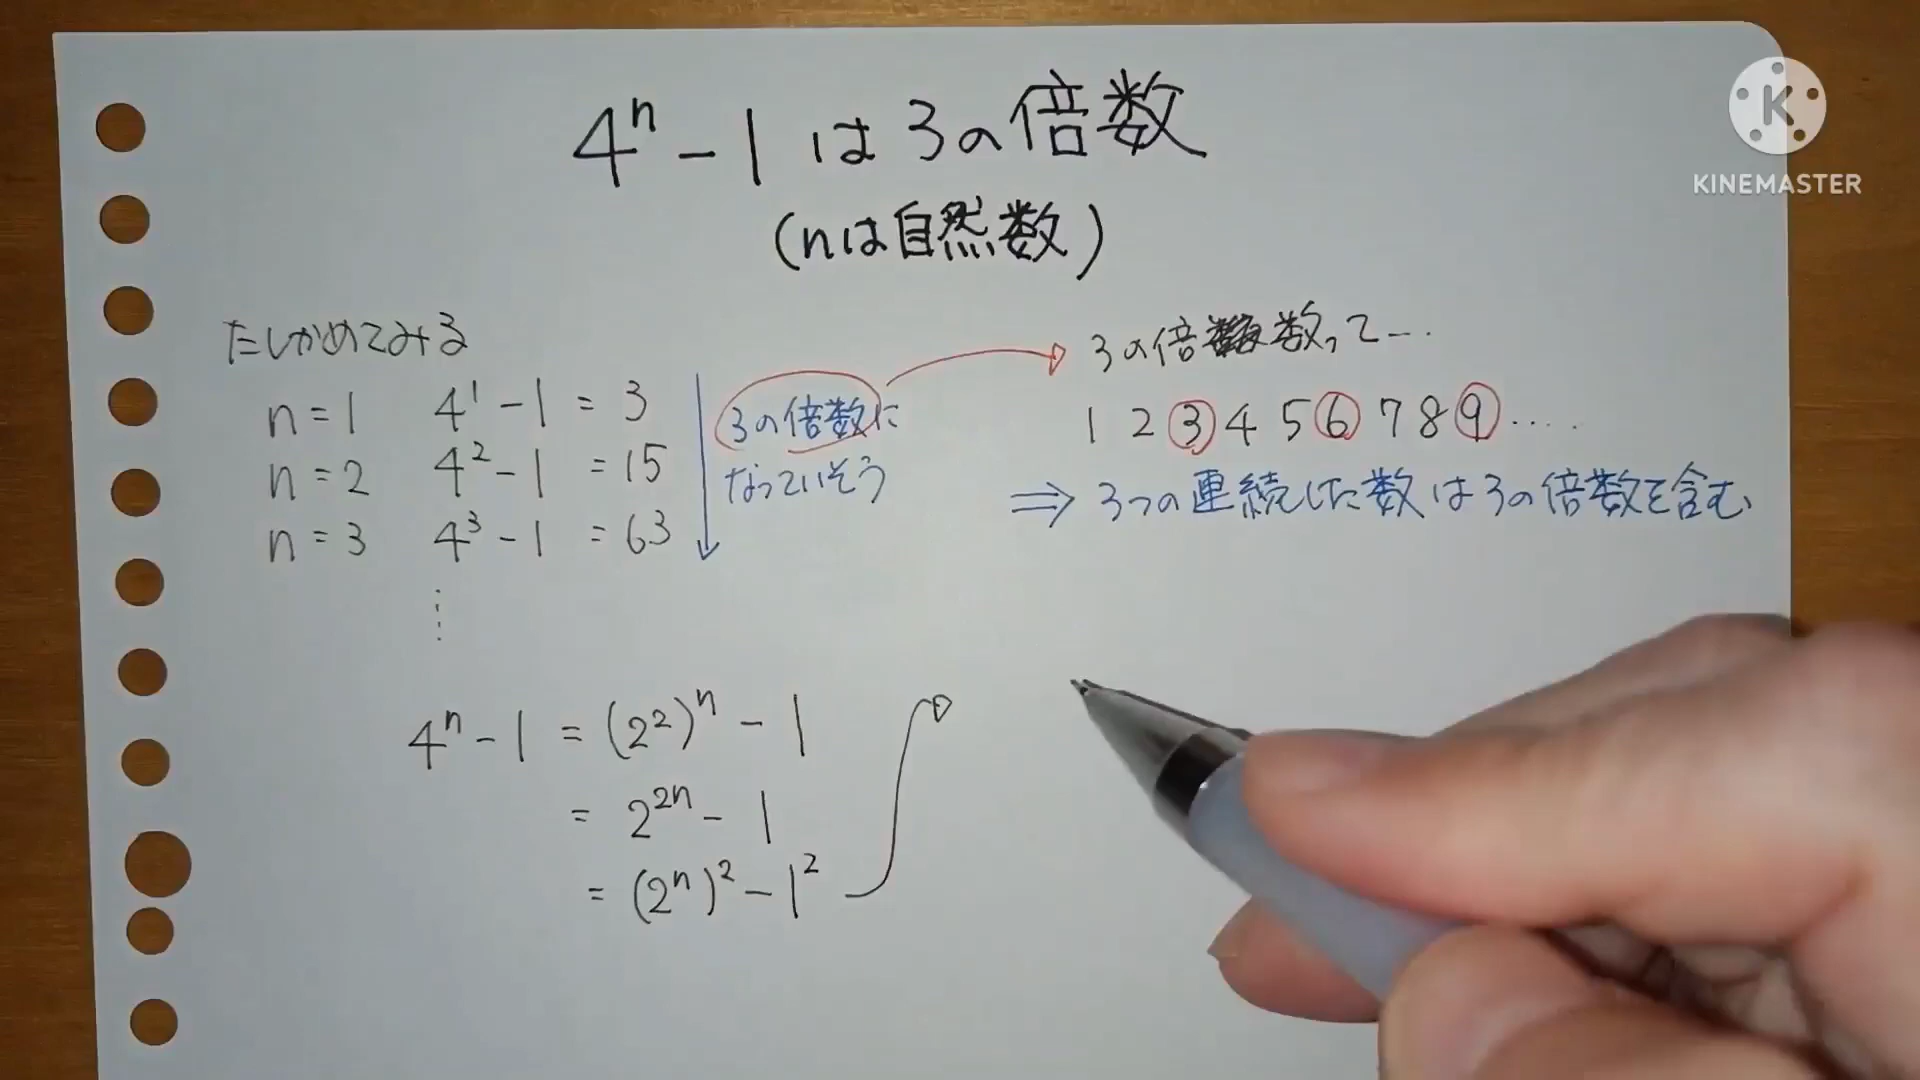 4ⁿ-1は3の倍数
(nは自然数)
KINEMASTER
たしかめてみる
n=1 4¹-1 = 3
n=2 4²-1 = 15
n=3 4³-1 = 63
⋮
3の倍数に
なっていそう
3の倍数って…
1 2 3 4 5 6 7 8 9 ……
⇒ 3つの連続した数は3の倍数を含む
4ⁿ-1 = (2²)ⁿ-1
= 2²ⁿ-1
= (2ⁿ)²-1²